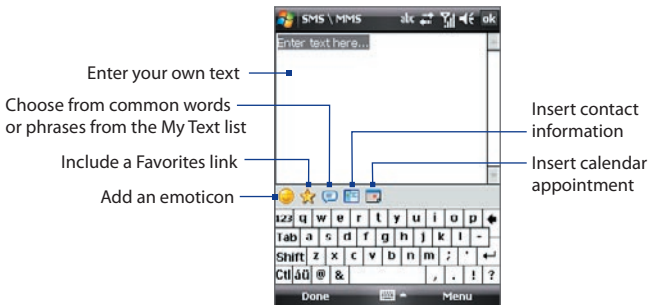 SMS \ MMS abc ok
Enter text here...
Enter your own text
Choose from common words
or phrases from the My Text list
Include a Favorites link
Add an emoticon
Insert contact
information
Insert calendar
appointment
123 q w e r t y u i o p
Tab a s d f g h j k l -
Shift z x c v b n m ; '
Ctl áü @ & , . ! ?
Done Menu